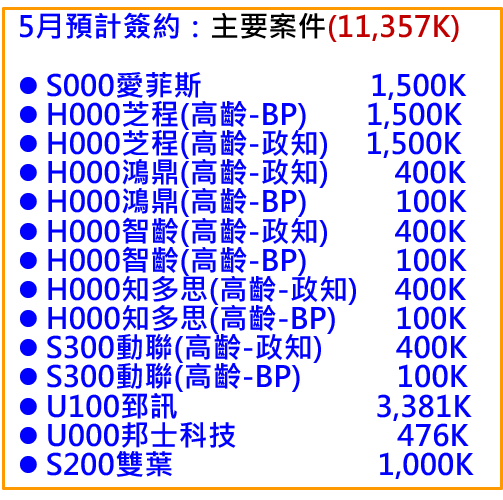 5月預計簽約：主要案件(11,357K)
● S000愛菲斯 1,500K
● H000芝程(高齡-BP) 1,500K
● H000芝程(高齡-政知) 1,500K
● H000鴻鼎(高齡-政知) 400K
● H000鴻鼎(高齡-BP) 100K
● H000智齡(高齡-政知) 400K
● H000智齡(高齡-BP) 100K
● H000知多思(高齡-政知) 400K
● H000知多思(高齡-BP) 100K
● S300動聯(高齡-政知) 400K
● S300動聯(高齡-BP) 100K
● U100郅訊 3,381K
● U000邦士科技 476K
● S200雙葉 1,000K